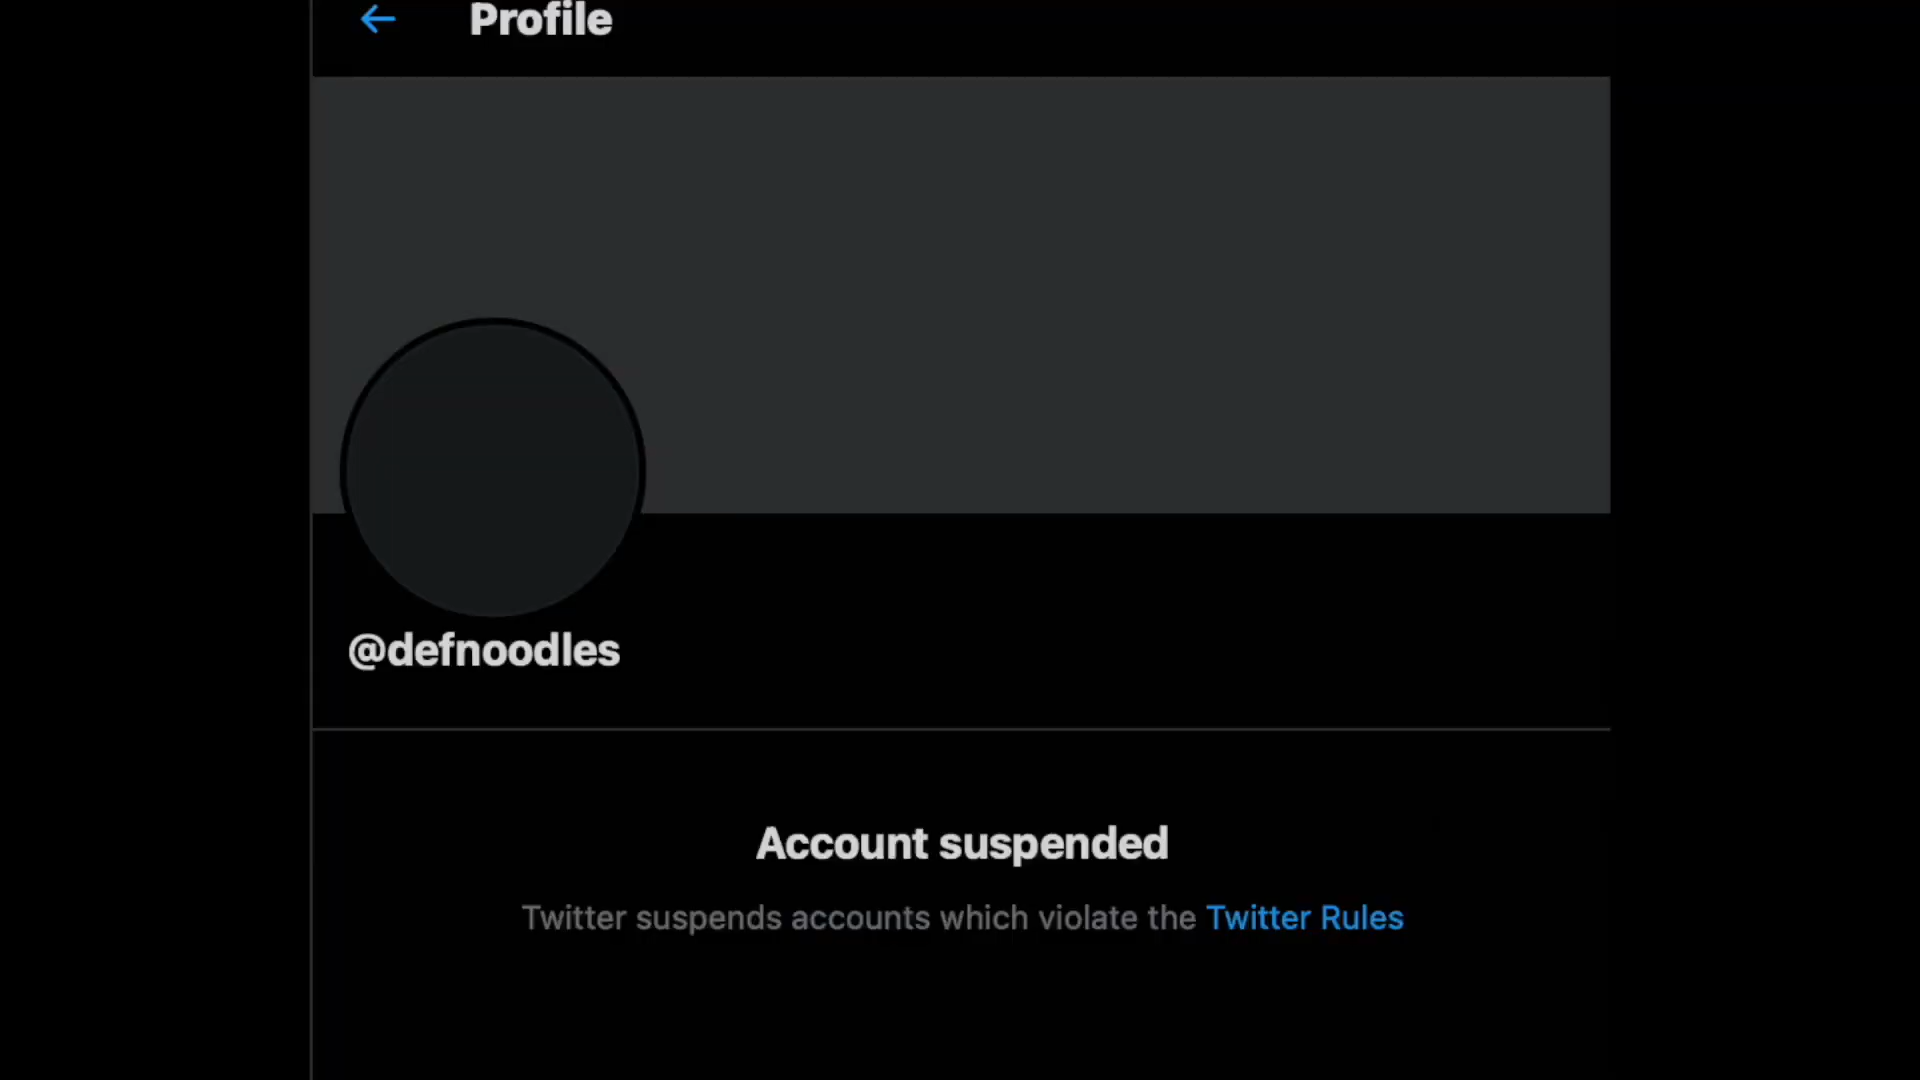 Profile
@defnoodles
Account suspended
Twitter suspends accounts which violate the Twitter Rules